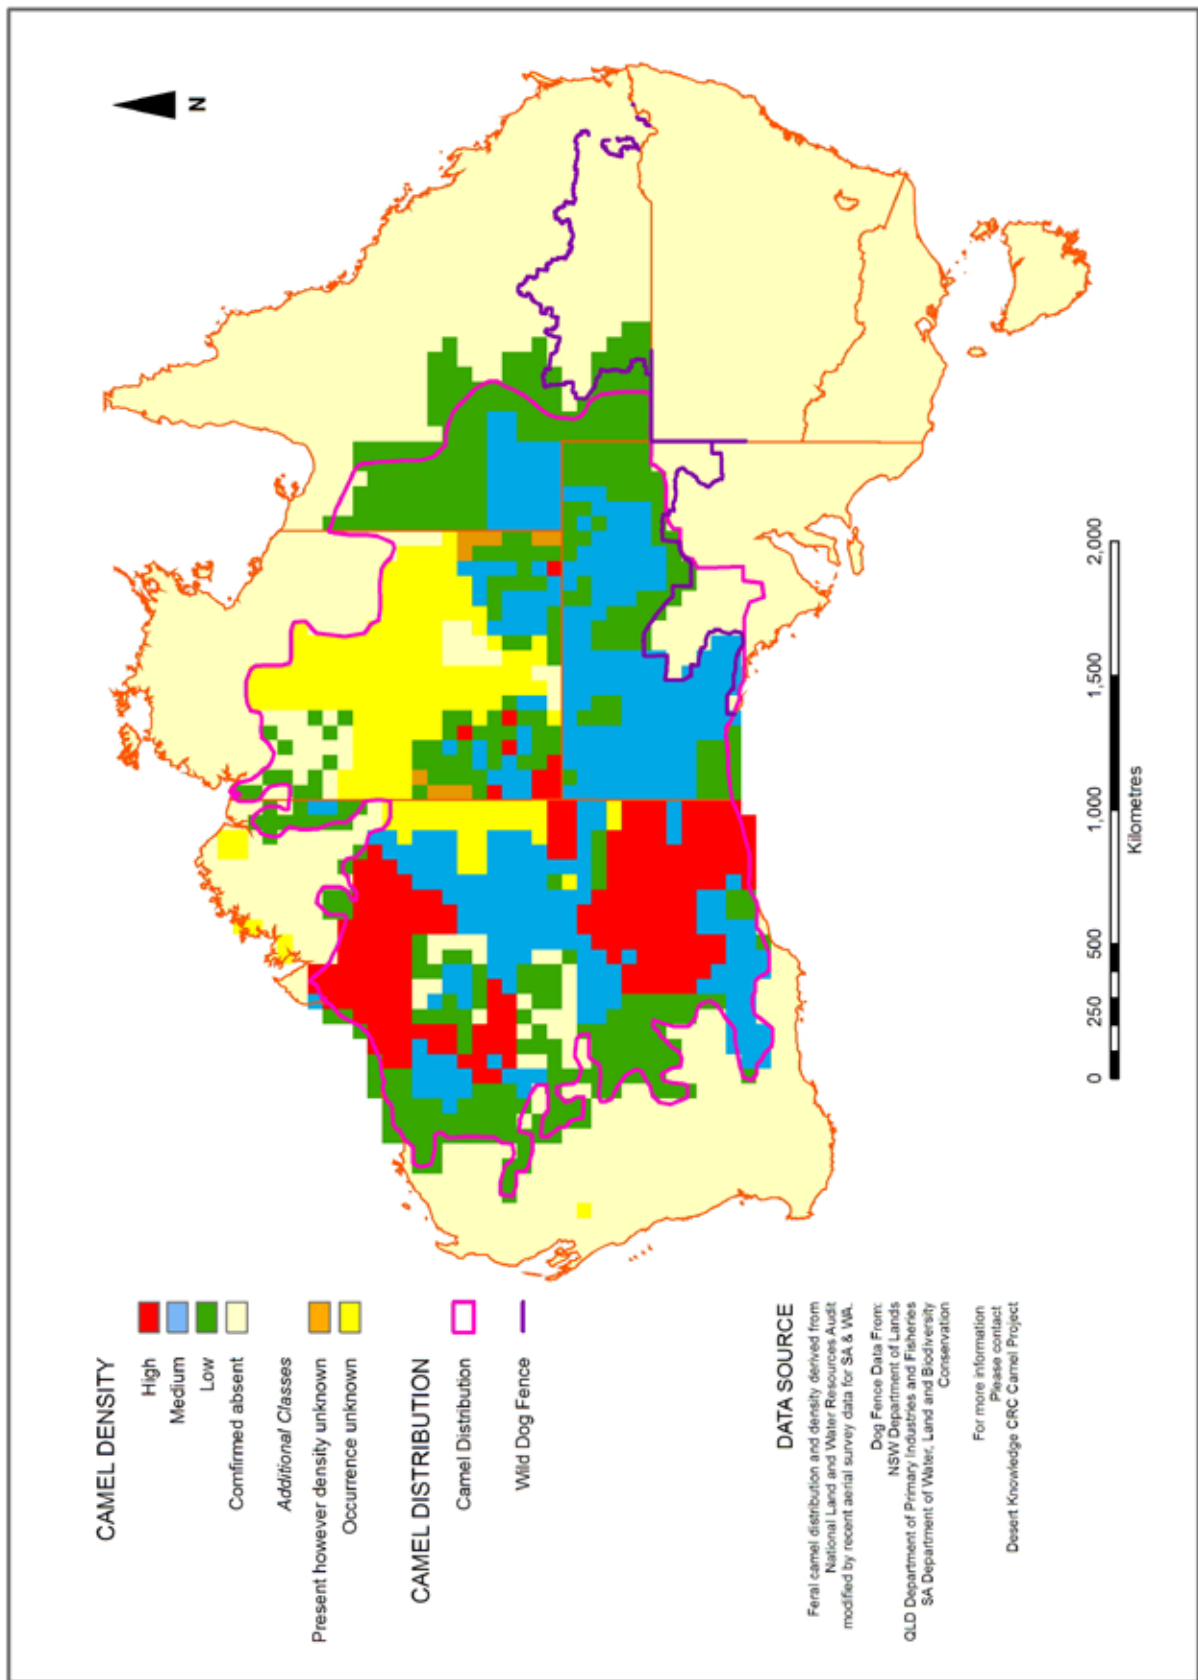 N
CAMEL DENSITY
High
Medium
Low
Comfirmed absent
Additional Classes
Present however density unknown
Occurrence unknown
CAMEL DISTRIBUTION
Camel Distribution
Wild Dog Fence
DATA SOURCE
Feral camel distribution and density derived from
National Land and Water Resources Audit
modified by recent aerial survey data for SA & WA.
Dog Fence Data From:
NSW Department of Lands
QLD Department of Primary Industries and Fisheries
SA Department of Water, Land and Biodiversity
Conservation
For more information
Please contact
Desert Knowledge CRC Camel Project
0 250 500 1,000 1,500 2,000
Kilometres